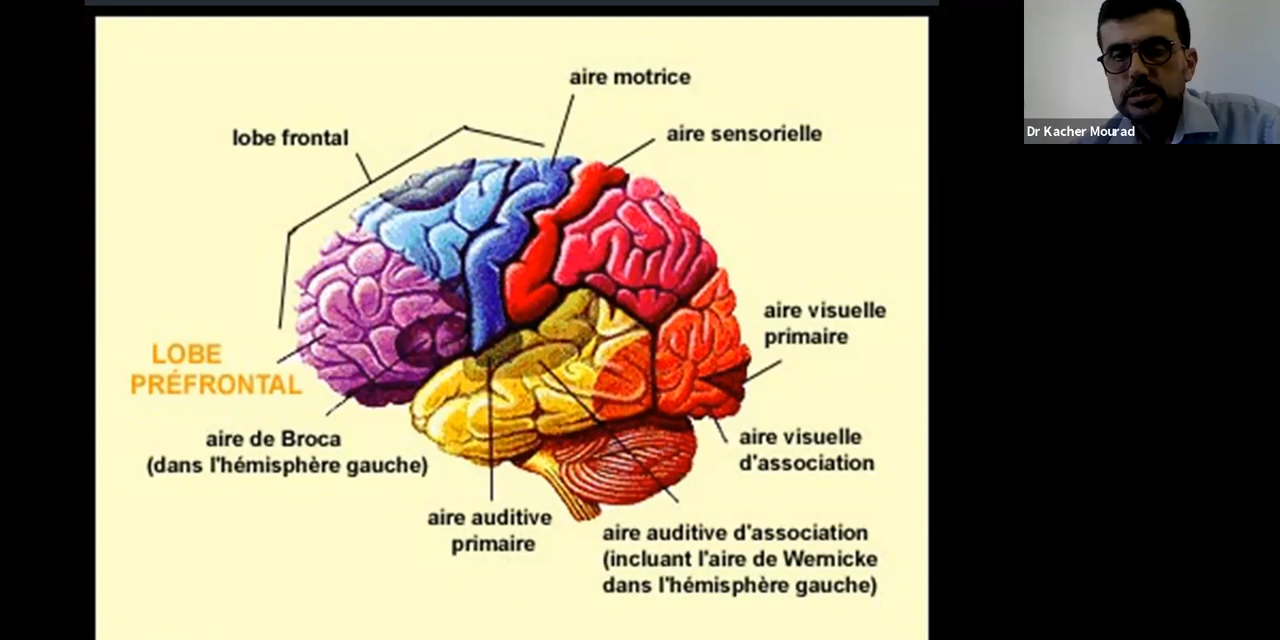 aire motrice
aire sensorielle
lobe frontal
Dr Kacher Mourad
aire visuelle
primaire
LOBE
PRÉFRONTAL
aire de Broca
(dans l'hémisphère gauche)
aire visuelle
d'association
aire auditive
primaire
aire auditive d'association
(incluant l'aire de Wernicke
dans l'hémisphère gauche)